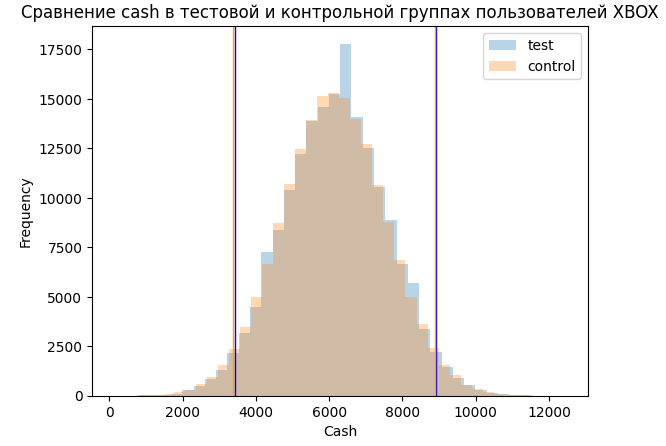 Сравнение cash в тестовой и контрольной группах пользователей XBOX
test
control
17500
15000
12500
10000
7500
5000
2500
0
Frequency
0 2000 4000 6000 8000 10000 12000
Cash